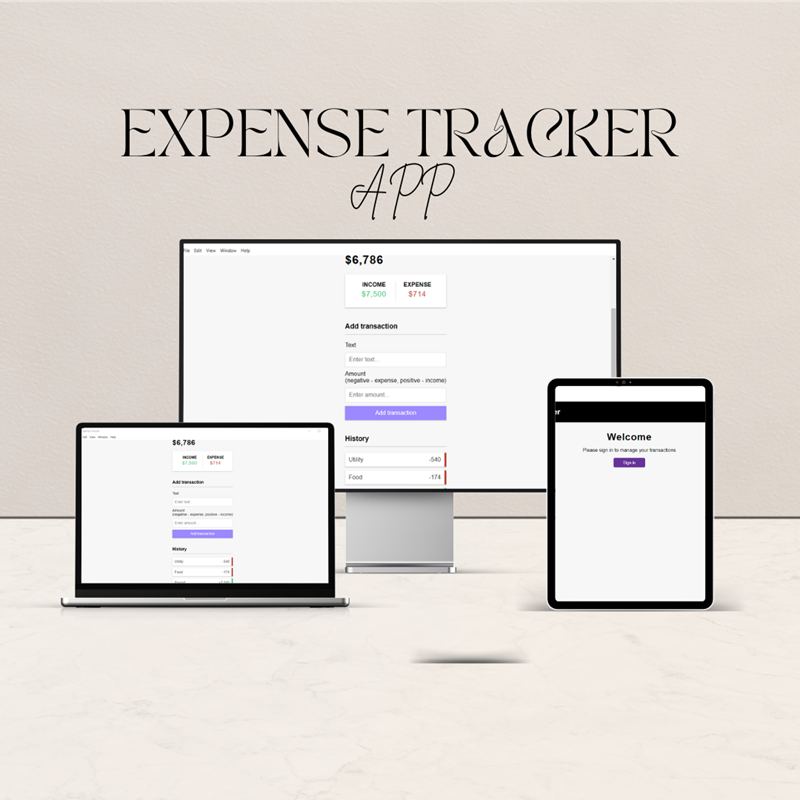 EXPENSE TRACKER
APP
File Edit View Window Help
$6,786
INCOME EXPENSE
$7,500 $714
Add transaction
Text
Enter text...
Amount
(negative - expense, positive - income)
Enter amount...
Add transaction
History
Utility -540
Food -174
Edit View Window Help
$6,786
INCOME EXPENSE
$7,500 $714
Add transaction
Text
Enter text...
Amount
(negative - expense, positive - income)
Enter amount...
Add transaction
History
Utility -540
Food -174
er
Welcome
Please sign in to manage your transactions
Sign In